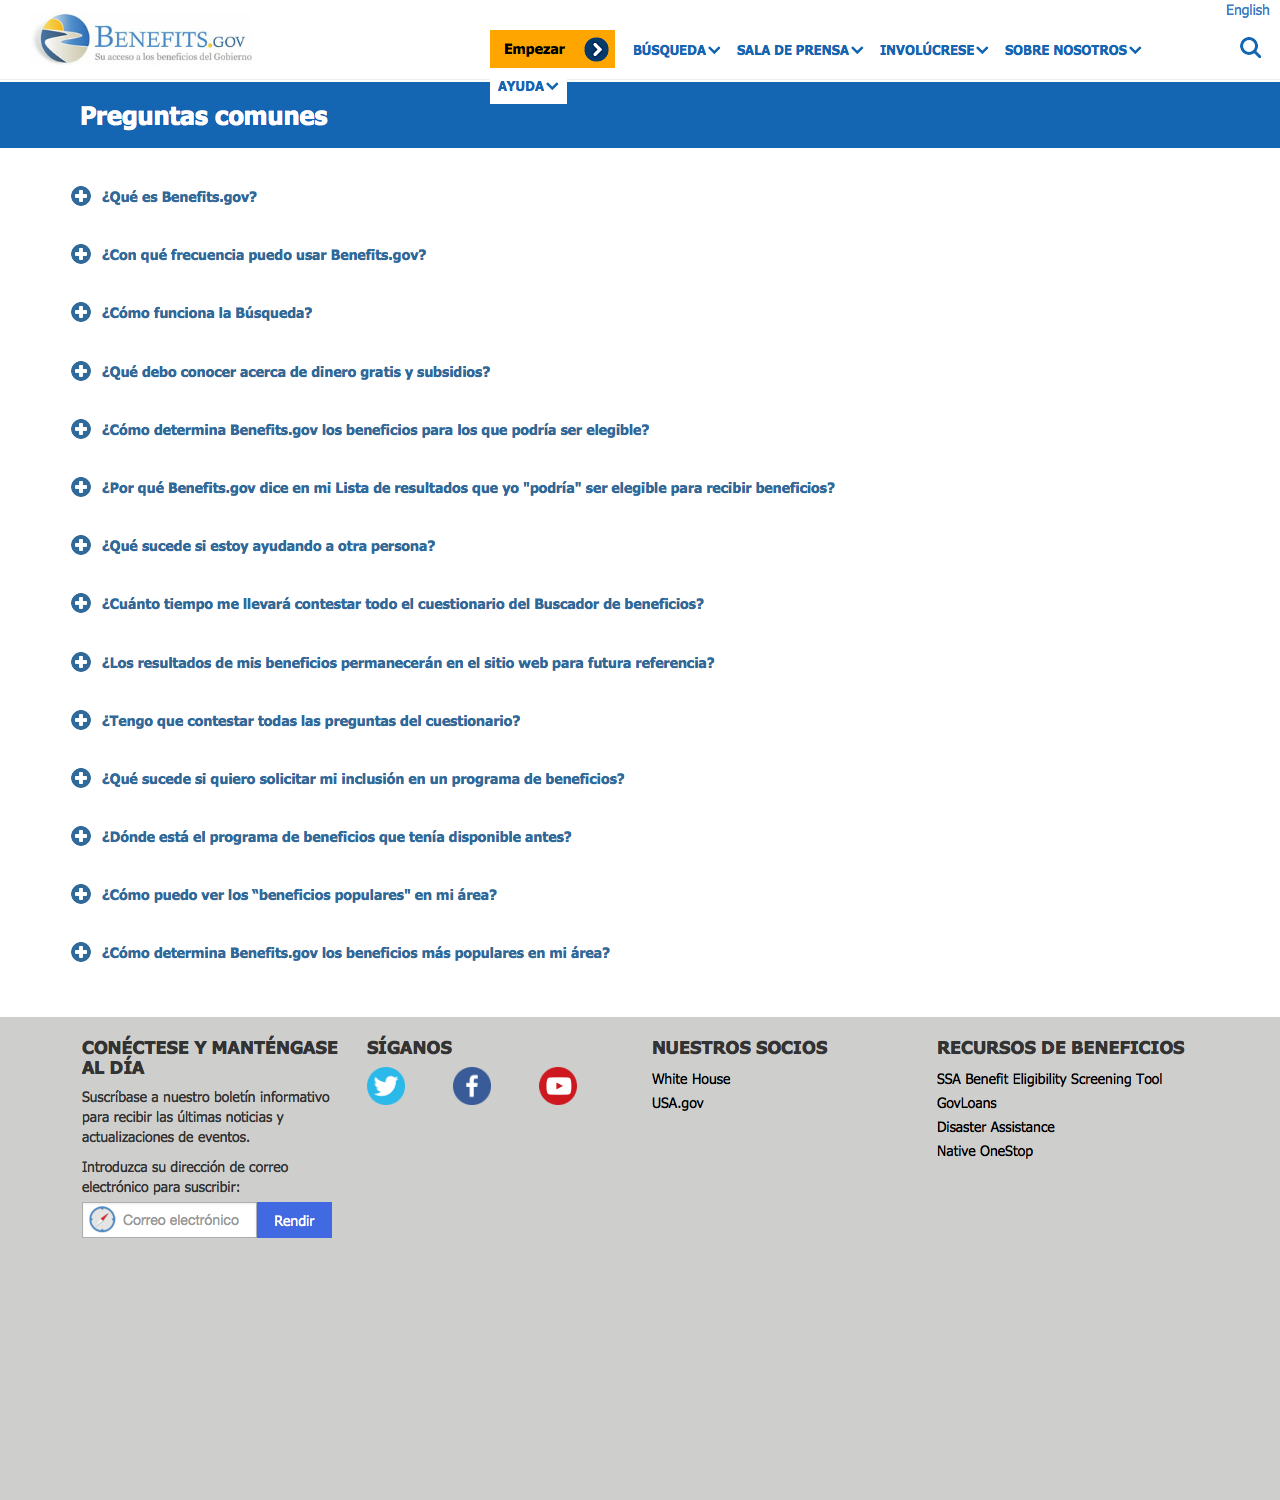 English
BENEFITS.GOV
Su acceso a los beneficios del Gobierno
Empezar
BÚSQUEDA
SALA DE PRENSA
INVOLÚCRESE
SOBRE NOSOTROS
AYUDA
Preguntas comunes
¿Qué es Benefits.gov?
¿Con qué frecuencia puedo usar Benefits.gov?
¿Cómo funciona la Búsqueda?
¿Qué debo conocer acerca de dinero gratis y subsidios?
¿Cómo determina Benefits.gov los beneficios para los que podría ser elegible?
¿Por qué Benefits.gov dice en mi Lista de resultados que yo "podría" ser elegible para recibir beneficios?
¿Qué sucede si estoy ayudando a otra persona?
¿Cuánto tiempo me llevará contestar todo el cuestionario del Buscador de beneficios?
¿Los resultados de mis beneficios permanecerán en el sitio web para futura referencia?
¿Tengo que contestar todas las preguntas del cuestionario?
¿Qué sucede si quiero solicitar mi inclusión en un programa de beneficios?
¿Dónde está el programa de beneficios que tenía disponible antes?
¿Cómo puedo ver los “beneficios populares" en mi área?
¿Cómo determina Benefits.gov los beneficios más populares en mi área?
CONÉCTESE Y MANTÉNGASE
AL DÍA
Suscríbase a nuestro boletín informativo
para recibir las últimas noticias y
actualizaciones de eventos.
Introduzca su dirección de correo
electrónico para suscribir:
Correo electrónico
Rendir
SÍGANOS
NUESTROS SOCIOS
White House
USA.gov
RECURSOS DE BENEFICIOS
SSA Benefit Eligibility Screening Tool
GovLoans
Disaster Assistance
Native OneStop